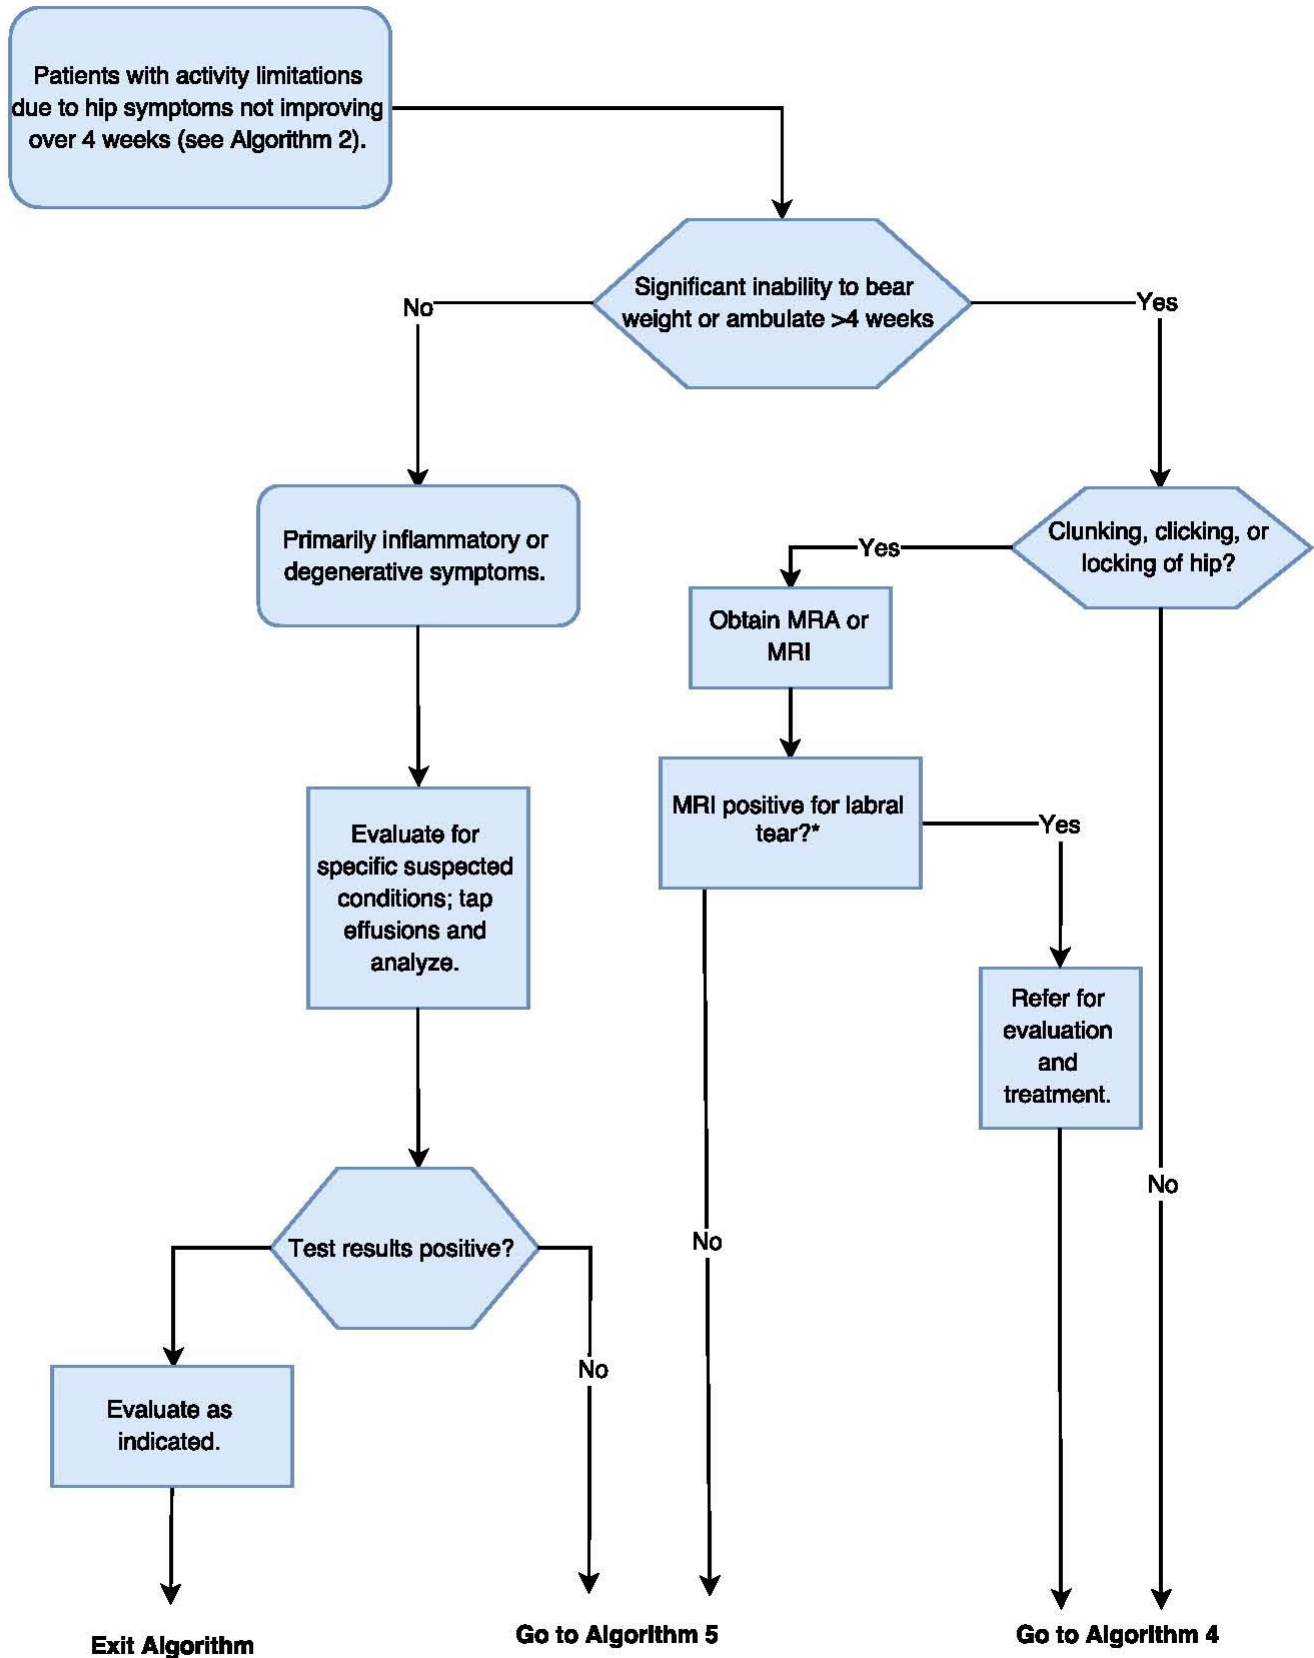 Patients with activity limitations
due to hip symptoms not improving
over 4 weeks (see Algorithm 2).
Significant inability to bear
weight or ambulate >4 weeks
No
Yes
Primarily inflammatory or
degenerative symptoms.
Clunking, clicking, or
locking of hip?
Yes
Obtain MRA or
MRI
MRI positive for labral
tear?*
Yes
Evaluate for
specific suspected
conditions; tap
effusions and
analyze.
Refer for
evaluation
and
treatment.
No
Test results positive?
No
No
Evaluate as
indicated.
Exit Algorithm
Go to Algorithm 5
Go to Algorithm 4